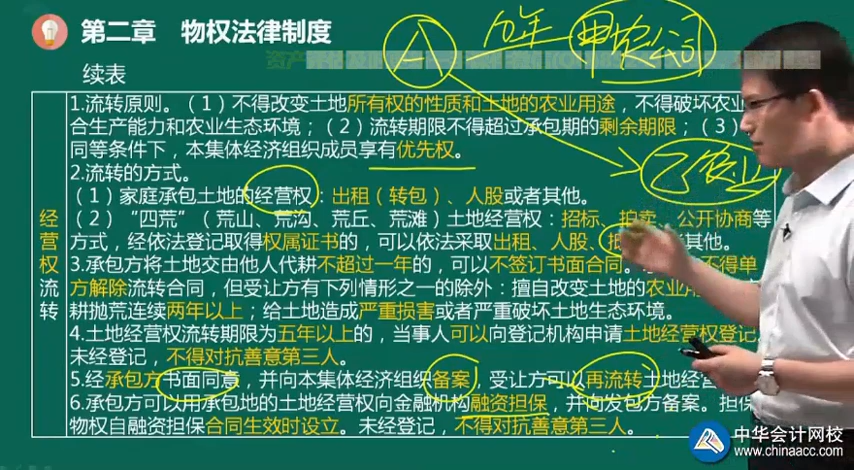 第二章 物权法律制度
A
10年
甲农公司
续表
乙农业
经营权流转
1.流转原则。（1）不得改变土地所有权的性质和土地的农业用途，不得破坏农业
合生产能力和农业生态环境；（2）流转期限不得超过承包期的剩余期限；（3）
同等条件下，本集体经济组织成员享有优先权。
2.流转的方式。
（1）家庭承包土地的经营权：出租（转包）、入股或者其他。
（2）“四荒”（荒山、荒沟、荒丘、荒滩）土地经营权：招标、拍卖、公开协商等
方式，经依法登记取得权属证书的，可以依法采取出租、入股、抵 其他。
3.承包方将土地交由他人代耕不超过一年的，可以不签订书面合同。 不得单
方解除流转合同，但受让方有下列情形之一的除外：擅自改变土地的农业用
耕抛荒连续两年以上；给土地造成严重损害或者严重破坏土地生态环境。
4.土地经营权流转期限为五年以上的，当事人可以向登记机构申请土地经营权登记
未经登记，不得对抗善意第三人。
5.经承包方书面同意，并向本集体经济组织备案，受让方可以再流转土地经营
6.承包方可以用承包地的土地经营权向金融机构融资担保，并向发包方备案。担保
物权自融资担保合同生效时设立。未经登记，不得对抗善意第三人。
中华会计网校
www.chinaacc.com